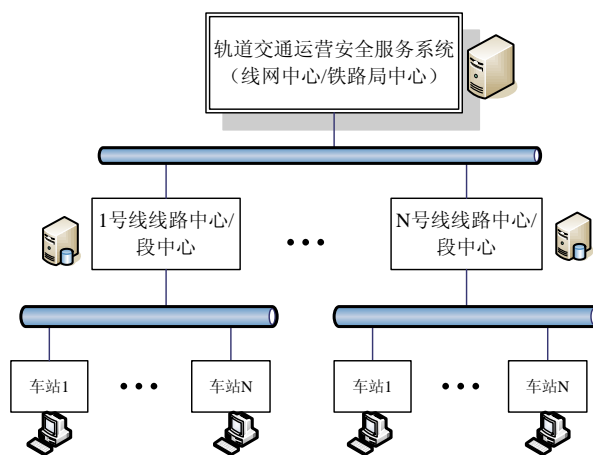 轨道交通运营安全服务系统
（线网中心/铁路局中心）
1号线线路中心/
段中心
•••
N号线线路中心/
段中心
车站1
•••
车站N
车站1
•••
车站N